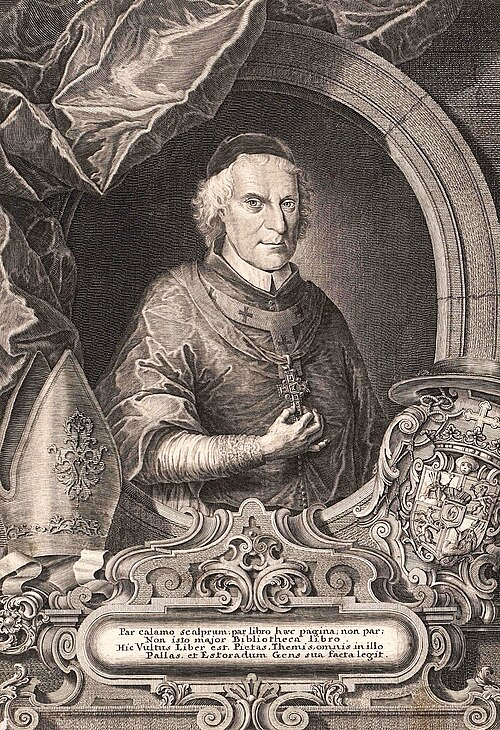 Par calamo scalprum; par libro hæc pagina; non par:
Non isto major Bibliotheca libro.
Hic Vultus Liber est. Pietas, Themis, omnis in illo
Pallas, et Estoradum Gens sua facta legit.